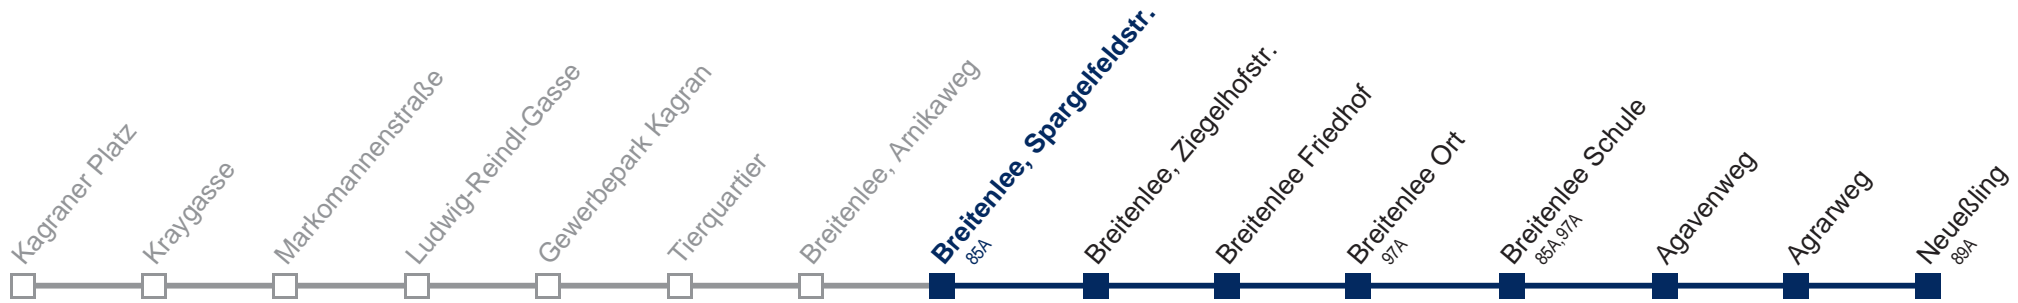 Kagraner Platz
Kraygasse
Markomannenstraße
Ludwig-Reindl-Gasse
Gewerbepark Kagran
Tierquartier
Breitenlee, Arnikaweg
Breitenlee, Spargelfeldstr.
85A
Breitenlee, Ziegelhofstr.
Breitenlee Friedhof
Breitenlee Ort
97A
Breitenlee Schule
85A,97A
Agavenweg
Agrarweg
Neueßling
89A